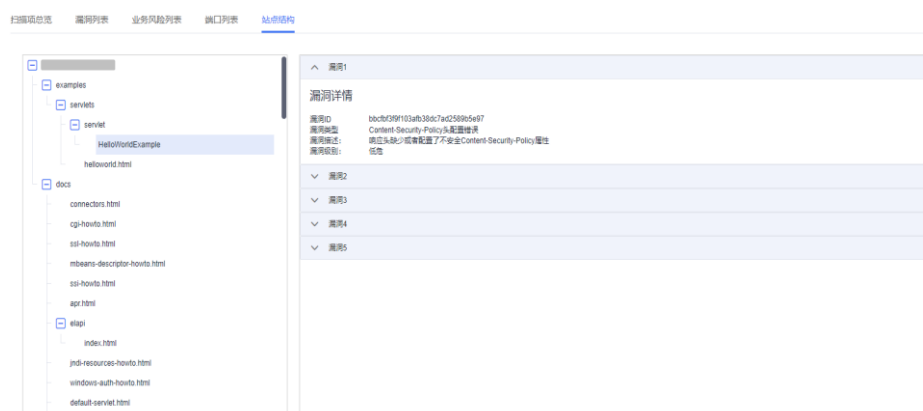 扫描项总览 漏洞列表 业务风险列表 端口列表 站点结构
examples
servlets
servlet
HelloWorldExample
helloworld.html
docs
connectors.html
cgi-howto.html
ssl-howto.html
mbeans-descriptor-howto.html
ssi-howto.html
apr.html
elapi
index.html
jndi-resources-howto.html
windows-auth-howto.html
default-servlet.html
漏洞1
漏洞详情
漏洞ID bbcfbf3f9f103afb38dc7ad2589b5e97
漏洞类型 Content-Security-Policy头配置错误
漏洞描述: 响应头缺少或者配置了不安全Content-Security-Policy属性
漏洞级别: 低危
漏洞2
漏洞3
漏洞4
漏洞5